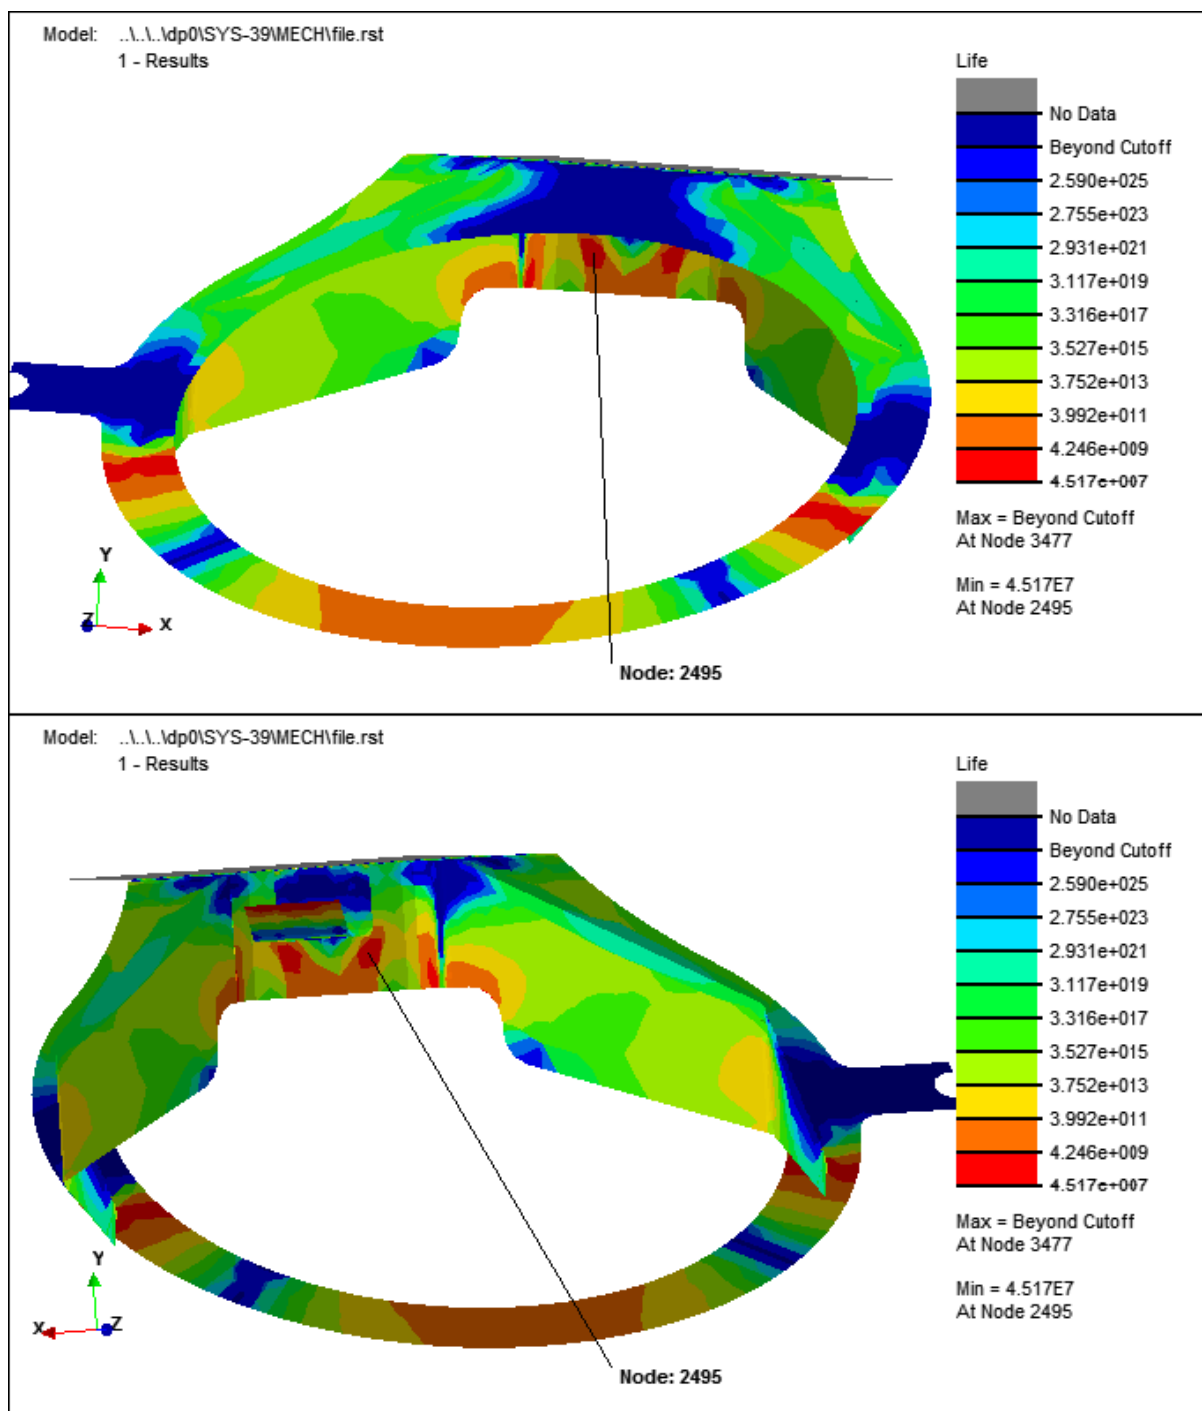 Model: ..\..\..\dp0\SYS-39\MECH\file.rst
1 - Results
Life
No Data
Beyond Cutoff
2.590e+025
2.755e+023
2.931e+021
3.117e+019
3.316e+017
3.527e+015
3.752e+013
3.992e+011
4.246e+009
4.517e+007
Max = Beyond Cutoff
At Node 3477
Min = 4.517E7
At Node 2495
Y
Z
X
Node: 2495
Model: ..\..\..\dp0\SYS-39\MECH\file.rst
1 - Results
Life
No Data
Beyond Cutoff
2.590e+025
2.755e+023
2.931e+021
3.117e+019
3.316e+017
3.527e+015
3.752e+013
3.992e+011
4.246e+009
4.517e+007
Max = Beyond Cutoff
At Node 3477
Min = 4.517E7
At Node 2495
Y
X
Z
Node: 2495